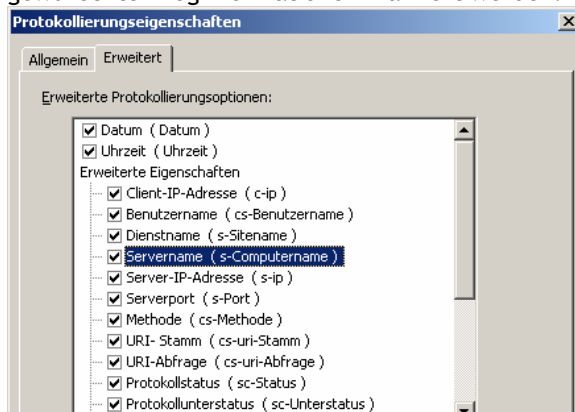 Protokollierungseigenschaften
Allgemein Erweitert
Erweiterte Protokollierungsoptionen:
Datum ( Datum )
Uhrzeit ( Uhrzeit )
Erweiterte Eigenschaften
Client-IP-Adresse ( c-ip )
Benutzername ( cs-Benutzername )
Dienstname ( s-Sitename )
Servername ( s-Computername )
Server-IP-Adresse ( s-ip )
Serverport ( s-Port )
Methode ( cs-Methode )
URI- Stamm ( cs-uri-Stamm )
URI-Abfrage ( cs-uri-Abfrage )
Protokollstatus ( sc-Status )
Protokollunterstatus ( sc-Unterstatus )